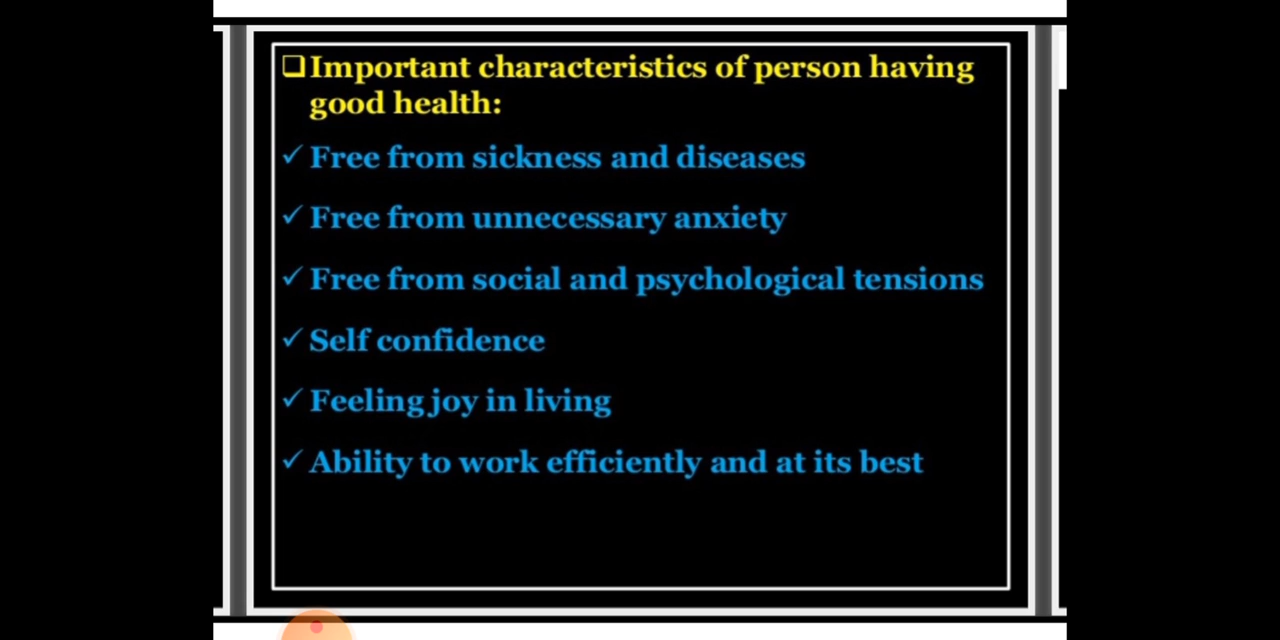 ❑Important characteristics of person having
good health:
✓ Free from sickness and diseases
✓ Free from unnecessary anxiety
✓ Free from social and psychological tensions
✓ Self confidence
✓ Feeling joy in living
✓ Ability to work efficiently and at its best